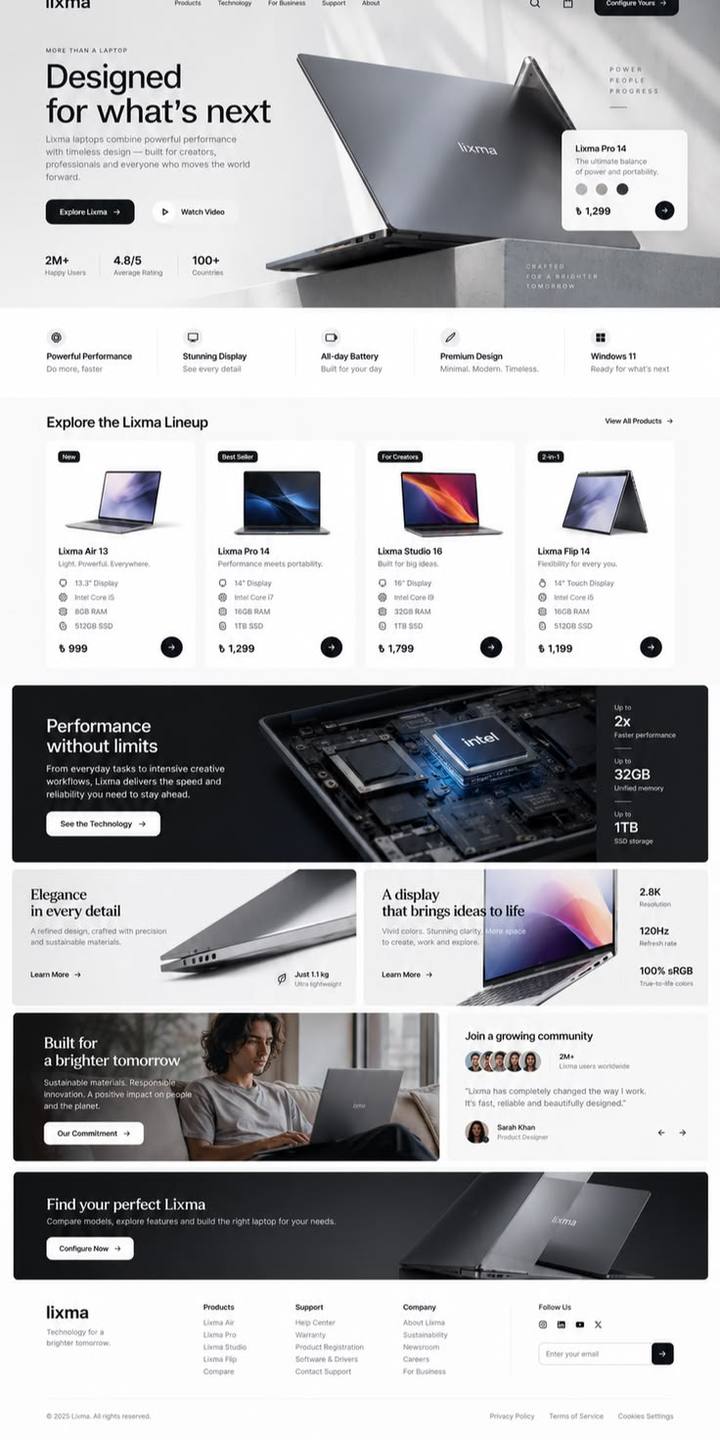 lixma
Products Technology For Business Support About
Configure Yours →
MORE THAN A LAPTOP
Designed
for what's next
Lixma laptops combine powerful performance
with timeless design — built for creators,
professionals and everyone who moves the world
forward.
Explore Lixma →
Watch Video
2M+
Happy Users
4.8/5
Average Rating
100+
Countries
lixma
POWER
PEOPLE
PROGRESS
Lixma Pro 14
The ultimate balance
of power and portability.
৳ 1,299
CRAFTED
FOR A BRIGHTER
TOMORROW
Powerful Performance
Do more, faster
Stunning Display
See every detail
All-day Battery
Built for your day
Premium Design
Minimal. Modern. Timeless.
Windows 11
Ready for what's next
Explore the Lixma Lineup
View All Products →
New
Lixma Air 13
Light. Powerful. Everywhere.
13.3" Display
Intel Core i5
8GB RAM
512GB SSD
৳ 999
Best Seller
Lixma Pro 14
Performance meets portability.
14" Display
Intel Core i7
16GB RAM
1TB SSD
৳ 1,299
For Creators
Lixma Studio 16
Built for big ideas.
16" Display
Intel Core i9
32GB RAM
1TB SSD
৳ 1,799
2-in-1
Lixma Flip 14
Flexibility for every you.
14" Touch Display
Intel Core i5
16GB RAM
512GB SSD
৳ 1,199
Performance
without limits
From everyday tasks to intensive creative
workflows, Lixma delivers the speed and
reliability you need to stay ahead.
See the Technology →
intel
Up to
2x
Faster performance
Up to
32GB
Unified memory
Up to
1TB
SSD storage
Elegance
in every detail
A refined design, crafted with precision
and sustainable materials.
Learn More →
Just 1.1 kg
Ultra lightweight
A display
that brings ideas to life
Vivid colors. Stunning clarity. More space
to create, work and explore.
Learn More →
2.8K
Resolution
120Hz
Refresh rate
100% sRGB
True-to-life colors
Built for
a brighter tomorrow
Sustainable materials. Responsible
innovation. A positive impact on people
and the planet.
Our Commitment →
lixma
Join a growing community
2M+
Lixma users worldwide
"Lixma has completely changed the way I work.
It's fast, reliable and beautifully designed."
Sarah Khan
Product Designer
Find your perfect Lixma
Compare models, explore features and build the right laptop for your needs.
Configure Now →
lixma
lixma
Technology for a
brighter tomorrow.
Products
Lixma Air
Lixma Pro
Lixma Studio
Lixma Flip
Compare
Support
Help Center
Warranty
Product Registration
Software & Drivers
Contact Support
Company
About Lixma
Sustainability
Newsroom
Careers
For Business
Follow Us
Enter your email
© 2025 Lixma. All rights reserved.
Privacy Policy Terms of Service Cookies Settings